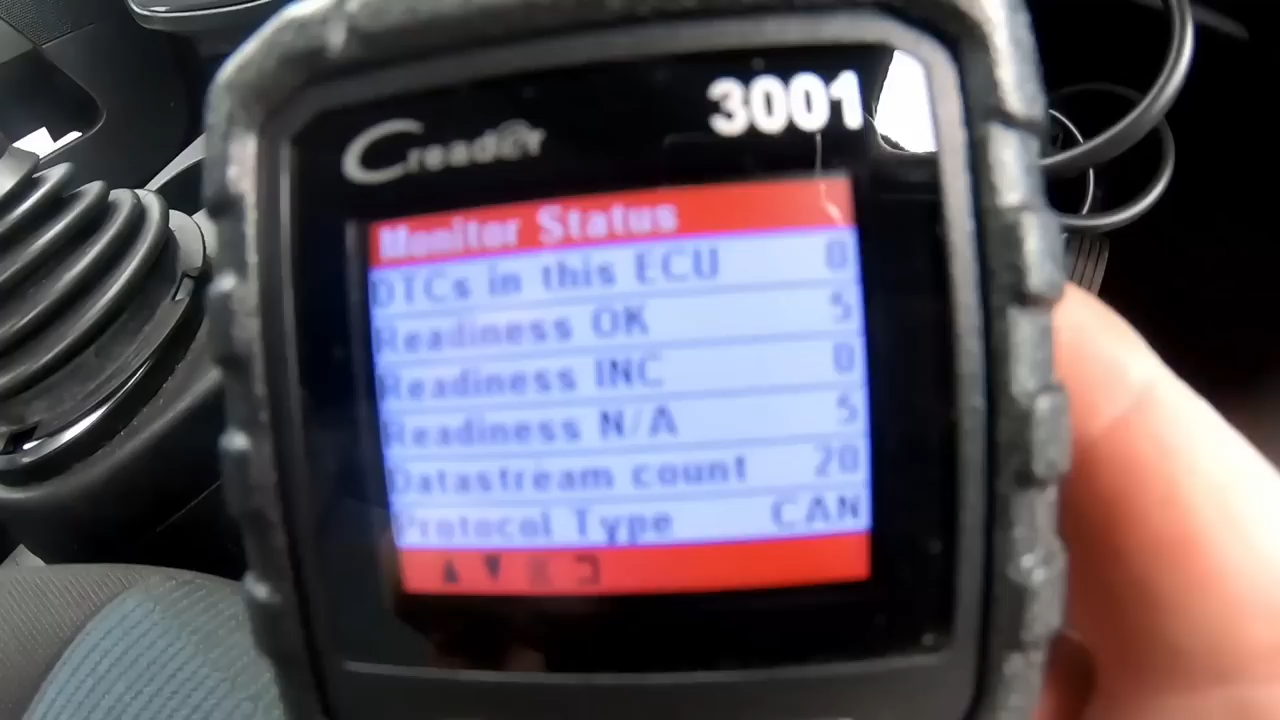 Creader
3001
Monitor Status
DTCs in this ECU 0
Readiness OK 5
Readiness INC 0
Readiness N/A 5
Datastream count 20
Protocol Type CAN